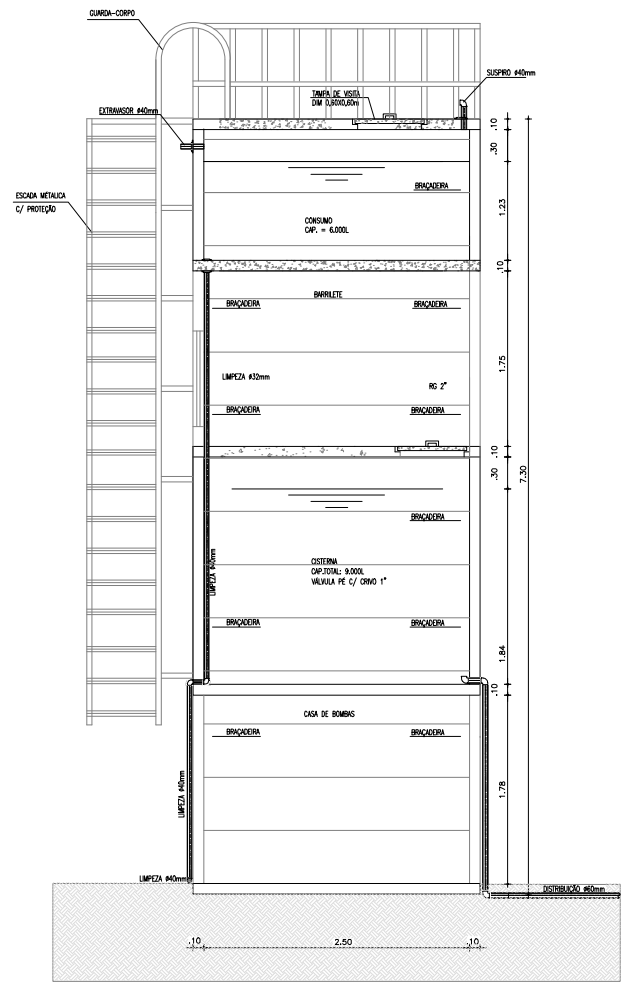 GUARDA-CORPO
SUSPIRO ø40mm
TAMPA DE VISITA
DIM 0,60X0,60m
EXTRAVASOR ø40mm
.10
.30
BRAÇADEIRA
ESCADA MÉTALICA
C/ PROTEÇÃO
1.23
CONSUMO
CAP. = 6.000L
.10
BARRILETE
BRAÇADEIRA
BRAÇADEIRA
1.75
LIMPEZA ø32mm
RG 2"
BRAÇADEIRA
BRAÇADEIRA
.10
.30
7.30
BRAÇADEIRA
CISTERNA
CAP.TOTAL: 9.000L
VÁLVULA PÉ C/ CRIVO 1"
LIMPEZA ø40mm
BRAÇADEIRA
BRAÇADEIRA
1.84
.10
CASA DE BOMBAS
BRAÇADEIRA
BRAÇADEIRA
LIMPEZA ø40mm
1.78
LIMPEZA ø40mm
DISTRIBUIÇÃO ø60mm
.10
2.50
.10